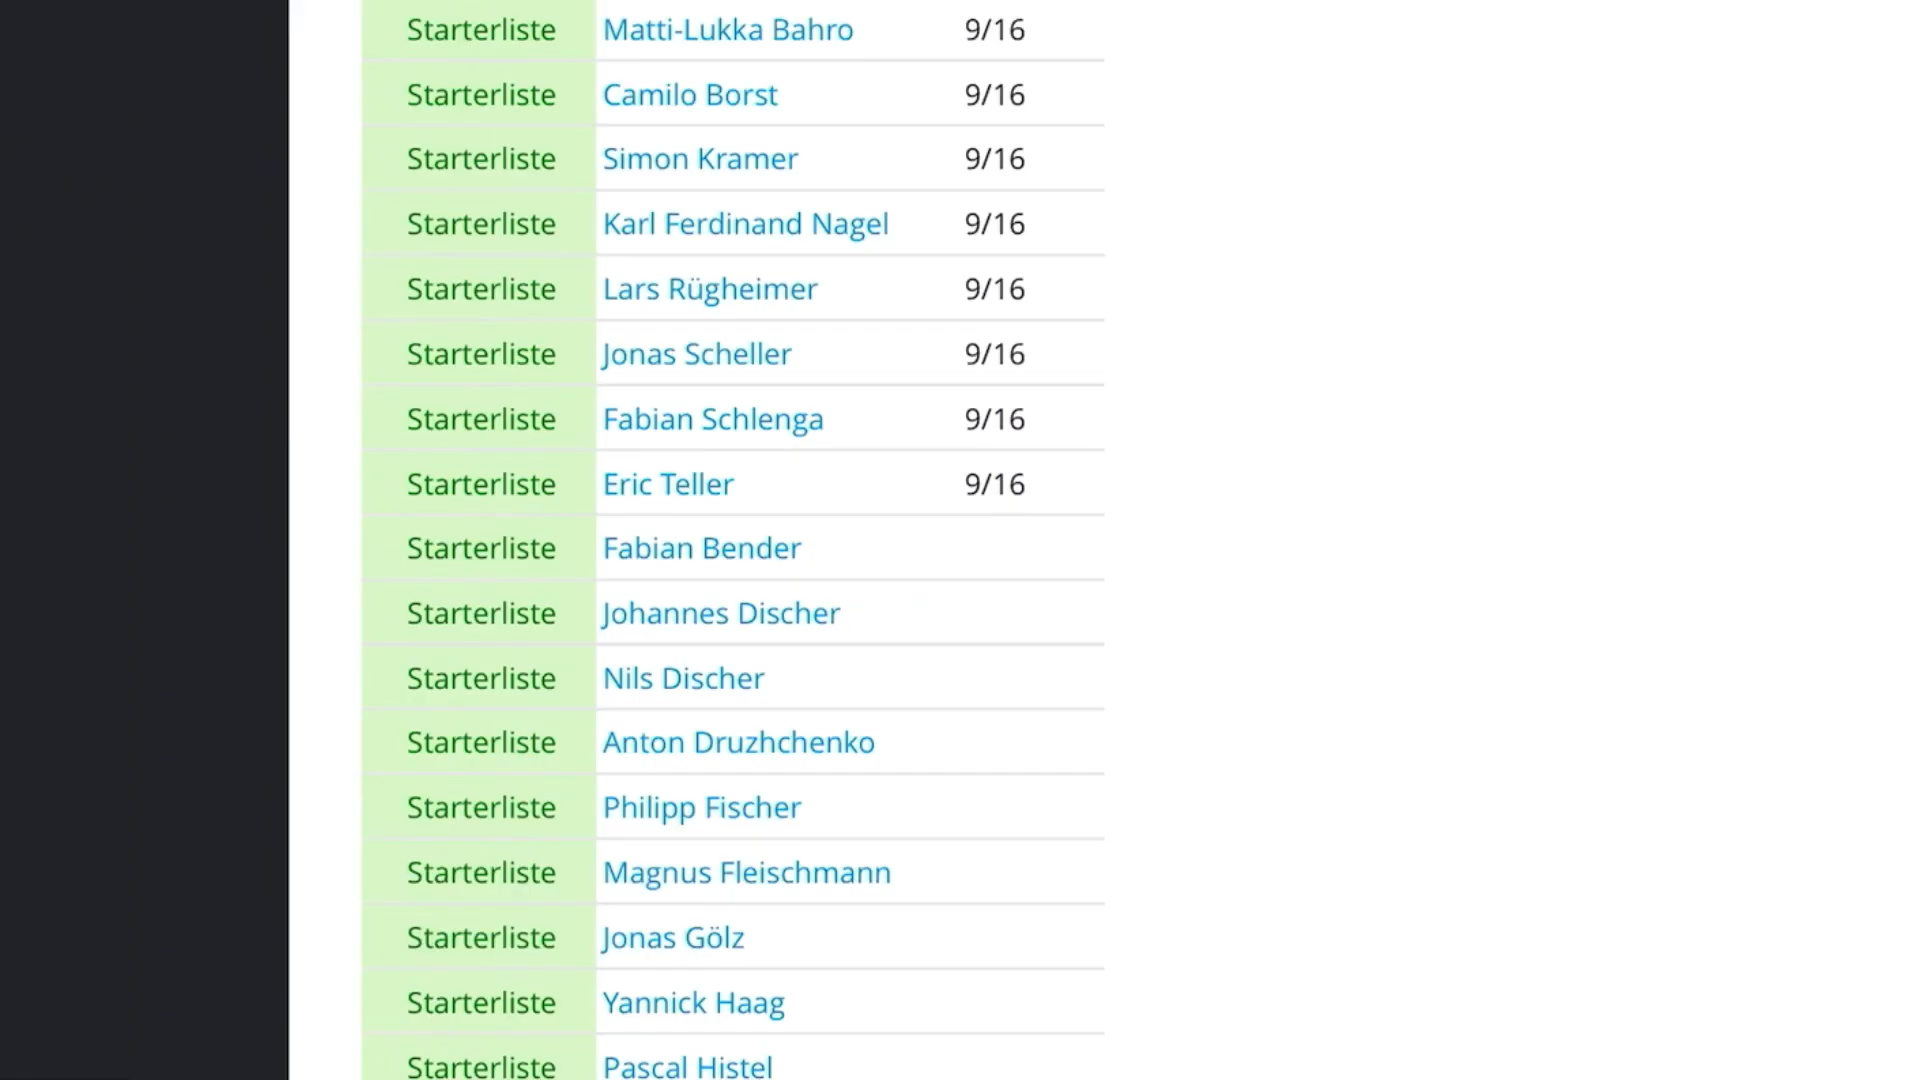 Starterliste Matti-Lukka Bahro 9/16
Starterliste Camilo Borst 9/16
Starterliste Simon Kramer 9/16
Starterliste Karl Ferdinand Nagel 9/16
Starterliste Lars Rügheimer 9/16
Starterliste Jonas Scheller 9/16
Starterliste Fabian Schlenga 9/16
Starterliste Eric Teller 9/16
Starterliste Fabian Bender
Starterliste Johannes Discher
Starterliste Nils Discher
Starterliste Anton Druzhchenko
Starterliste Philipp Fischer
Starterliste Magnus Fleischmann
Starterliste Jonas Gölz
Starterliste Yannick Haag
Starterliste Pascal Histel